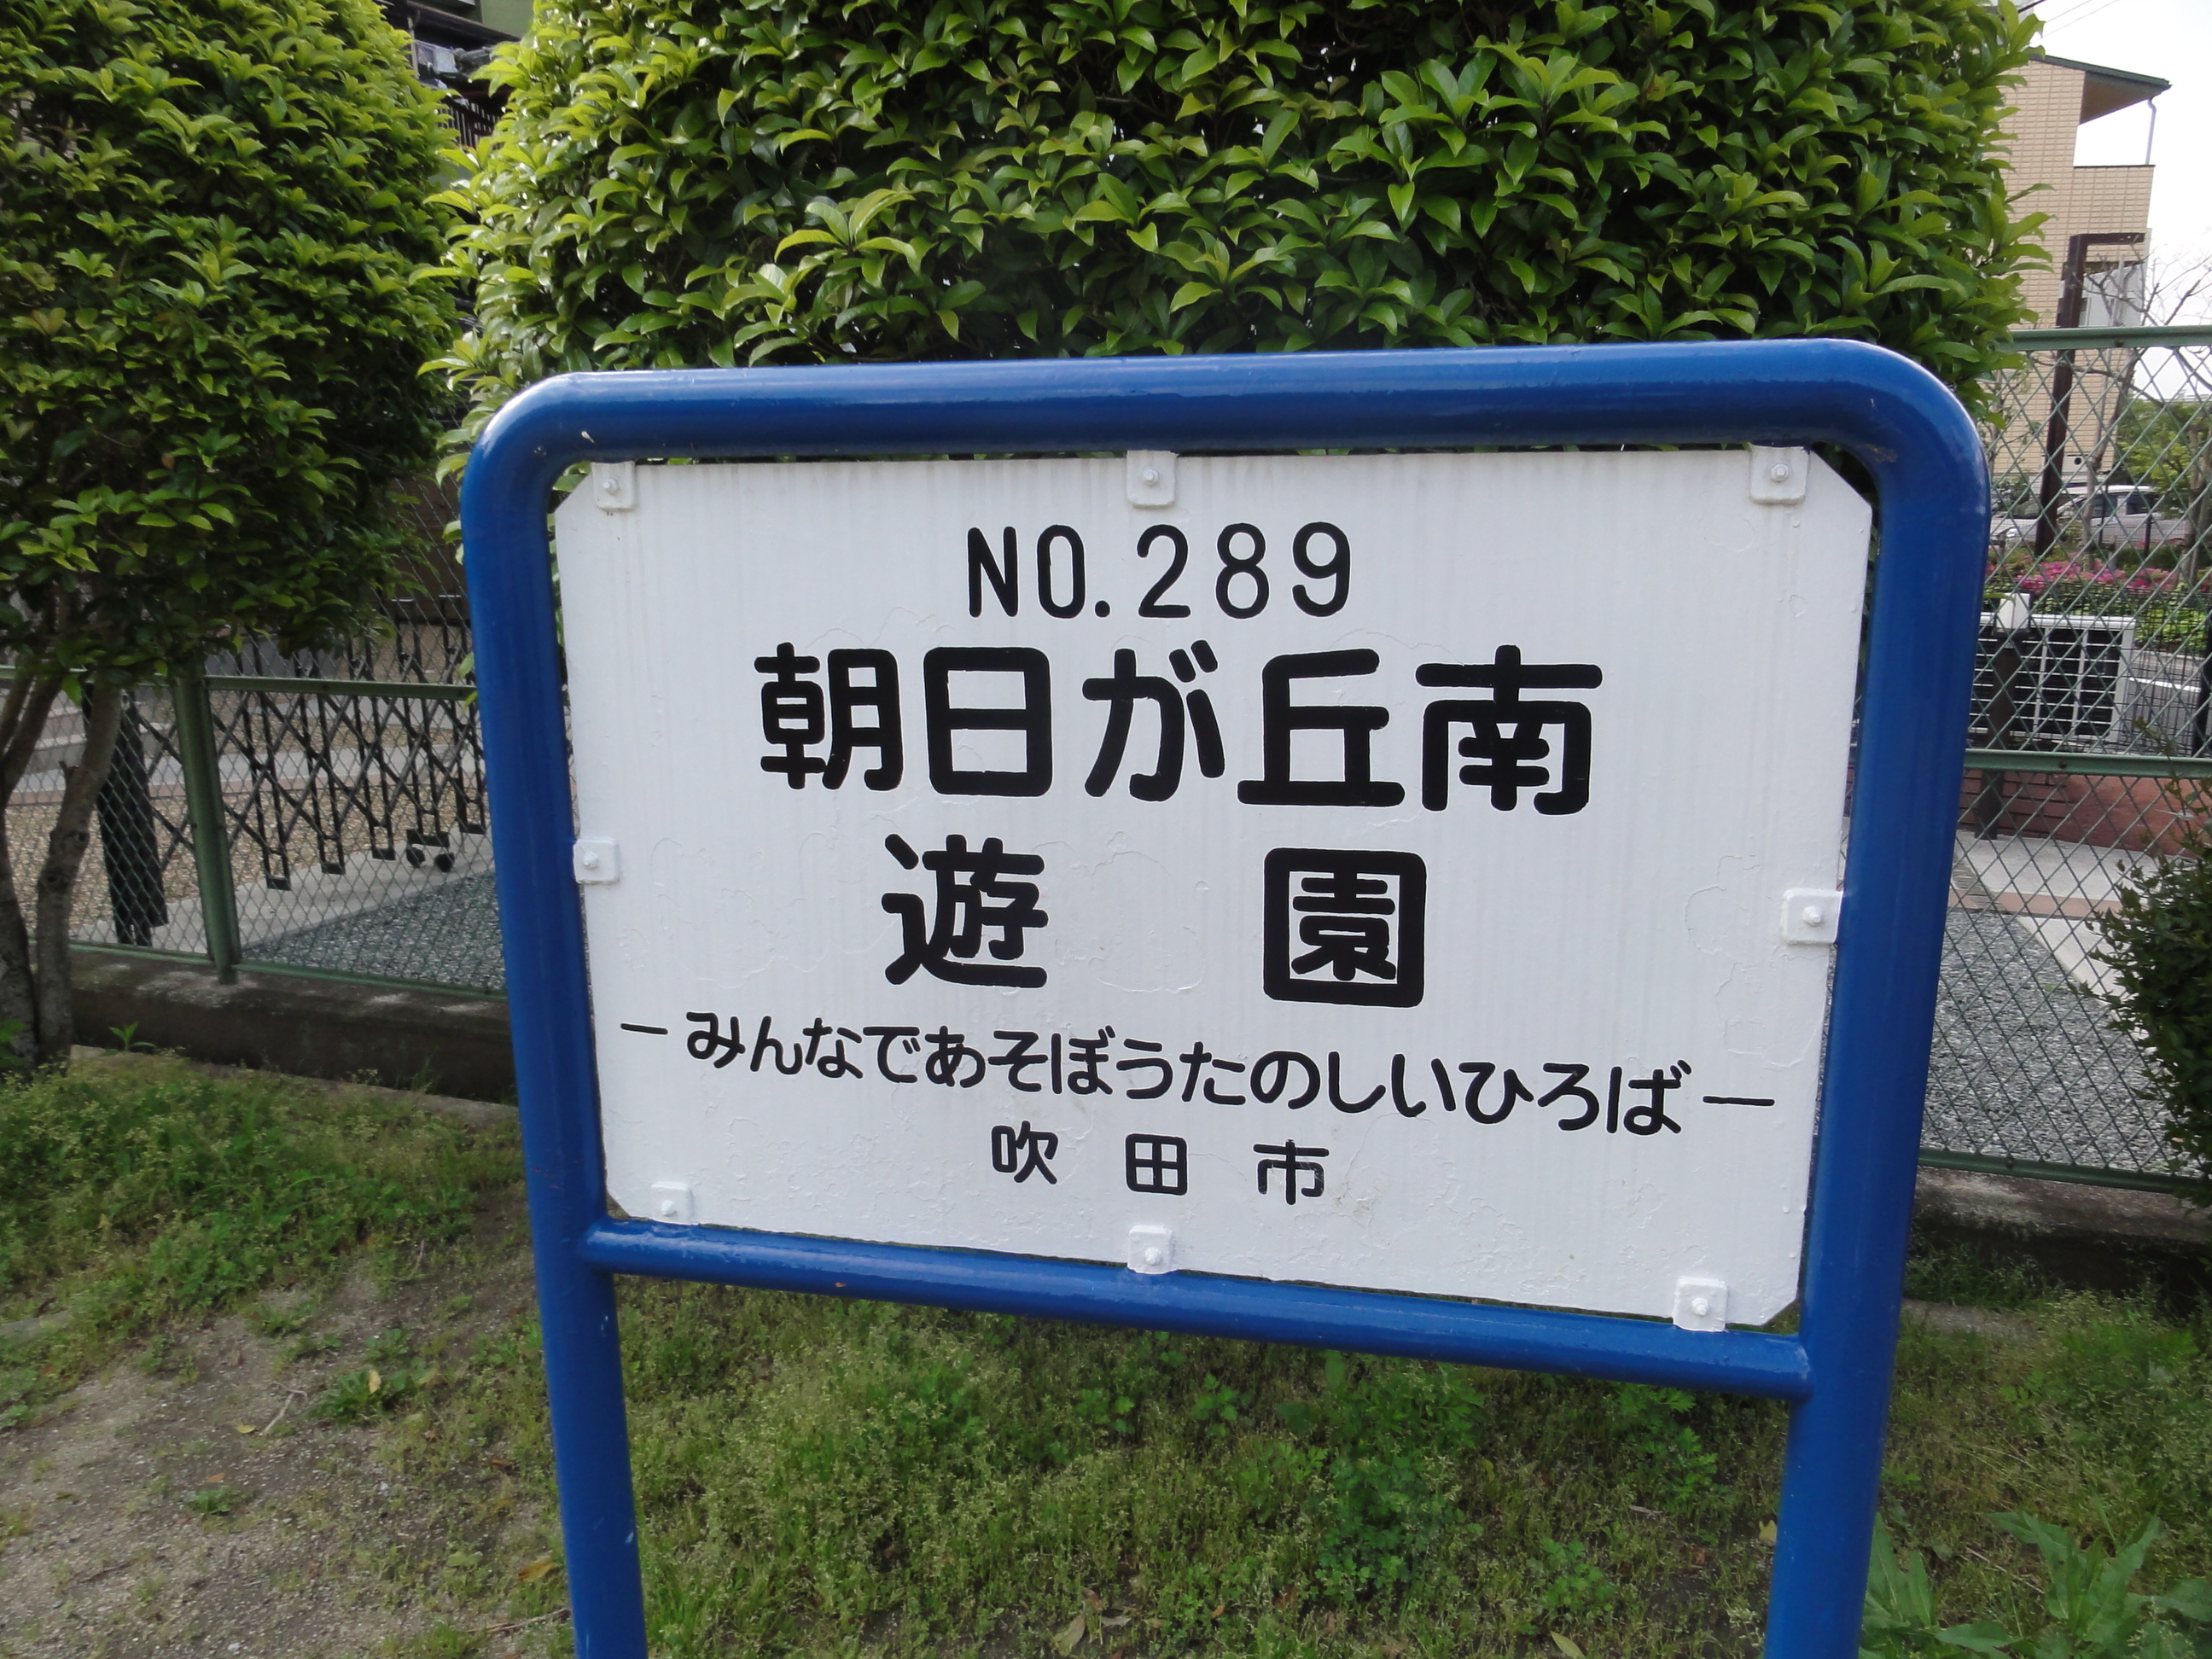 NO.289
朝日が丘南
遊園
ーみんなであそぼうたのしいひろばー
吹田市